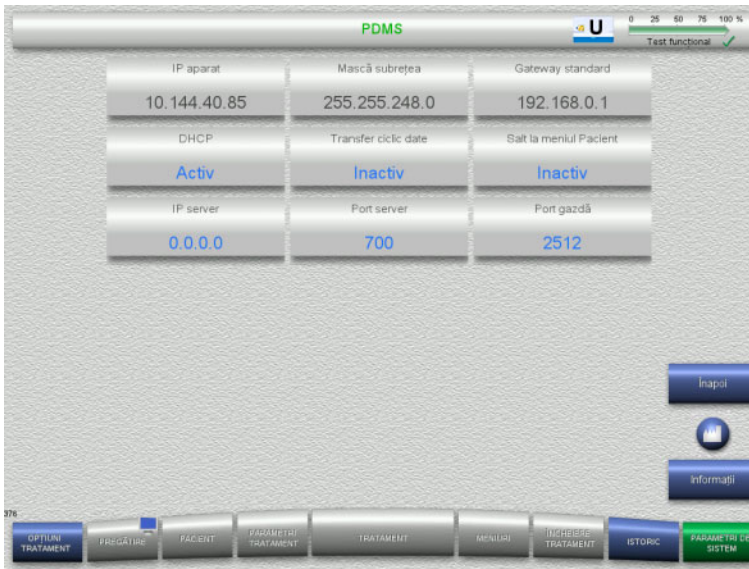 PDMS
U
0 25 50 75 100 %
Test funcțional
IP aparat Mască subrețea Gateway standard
10.144.40.85 255.255.248.0 192.168.0.1
DHCP Transfer ciclic date Salt la meniul Pacient
Activ Inactiv Inactiv
IP server Port server Port gazdă
0.0.0.0 700 2512
Înapoi
Informații
376
OPȚIUNI TRATAMENT
PREGĂTIRE
PACIENT
PARAMETRI TRATAMENT
TRATAMENT
MENIURI
ÎNCHEIERE TRATAMENT
ISTORIC
PARAMETRI DE SISTEM